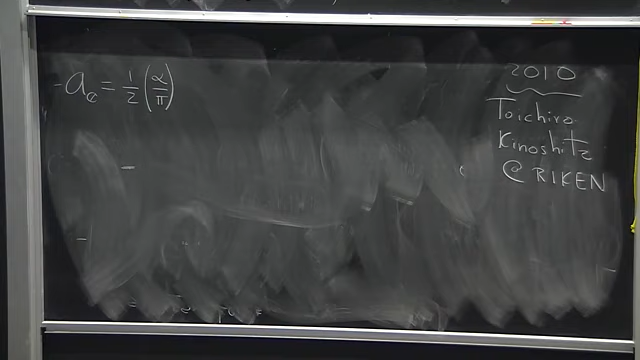 a_e = 1/2 (α/π)
2010
Toichiro
Kinoshita
@ RIKEN